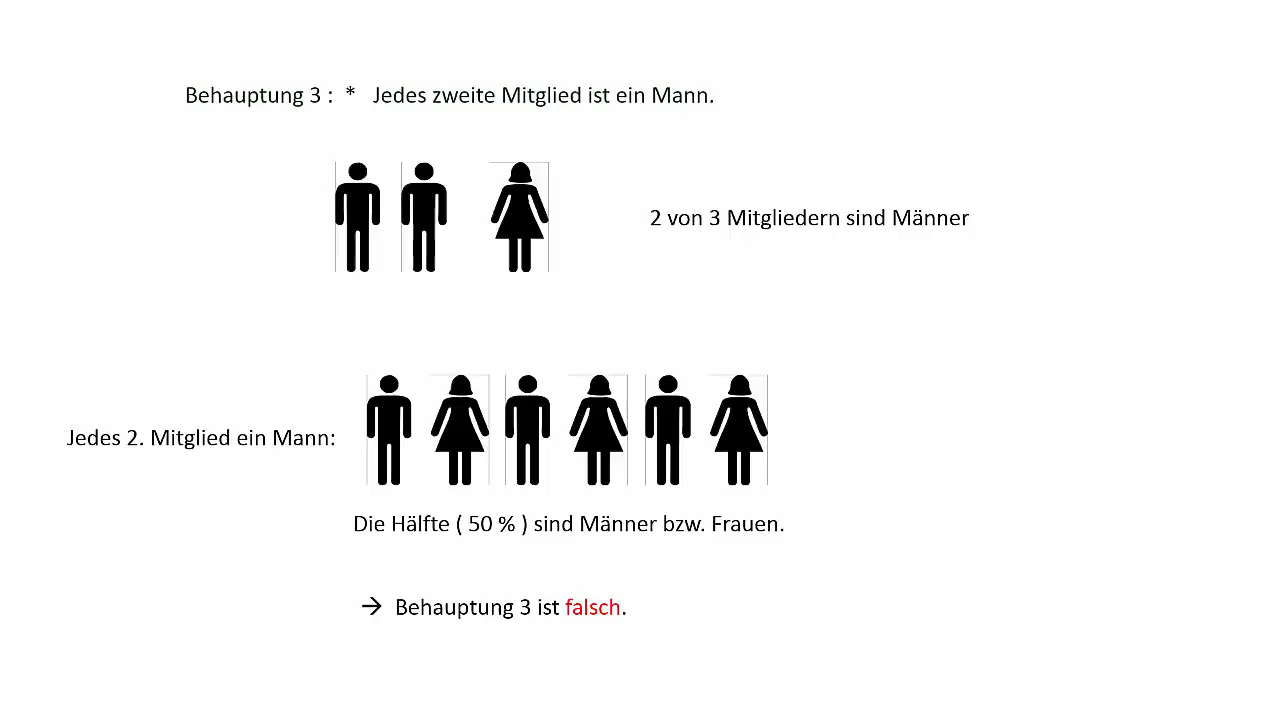 Behauptung 3 : * Jedes zweite Mitglied ist ein Mann.
2 von 3 Mitgliedern sind Männer
Jedes 2. Mitglied ein Mann:
Die Hälfte ( 50 % ) sind Männer bzw. Frauen.
→ Behauptung 3 ist falsch.